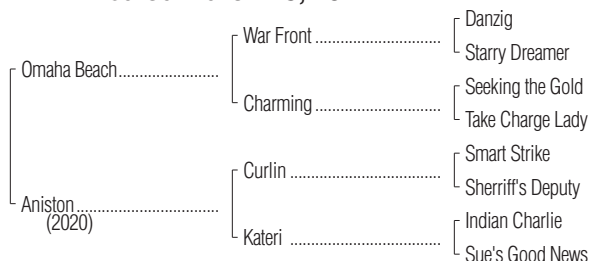 War Front
Danzig
Starry Dreamer
Omaha Beach
Charming
Seeking the Gold
Take Charge Lady
Curlin
Smart Strike
Sherriff's Deputy
Aniston
(2020)
Kateri
Indian Charlie
Sue's Good News